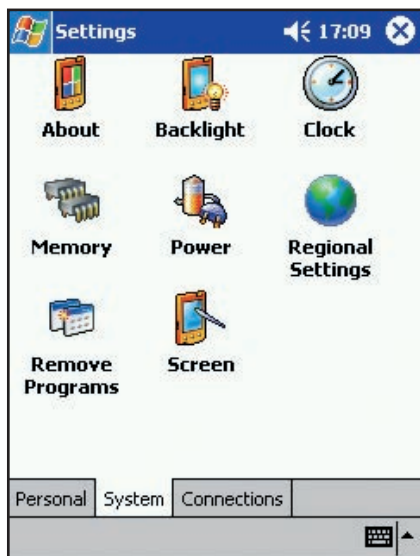 Settings 17:09
About Backlight Clock
Memory Power Regional
Settings
Remove Screen
Programs
Personal System Connections